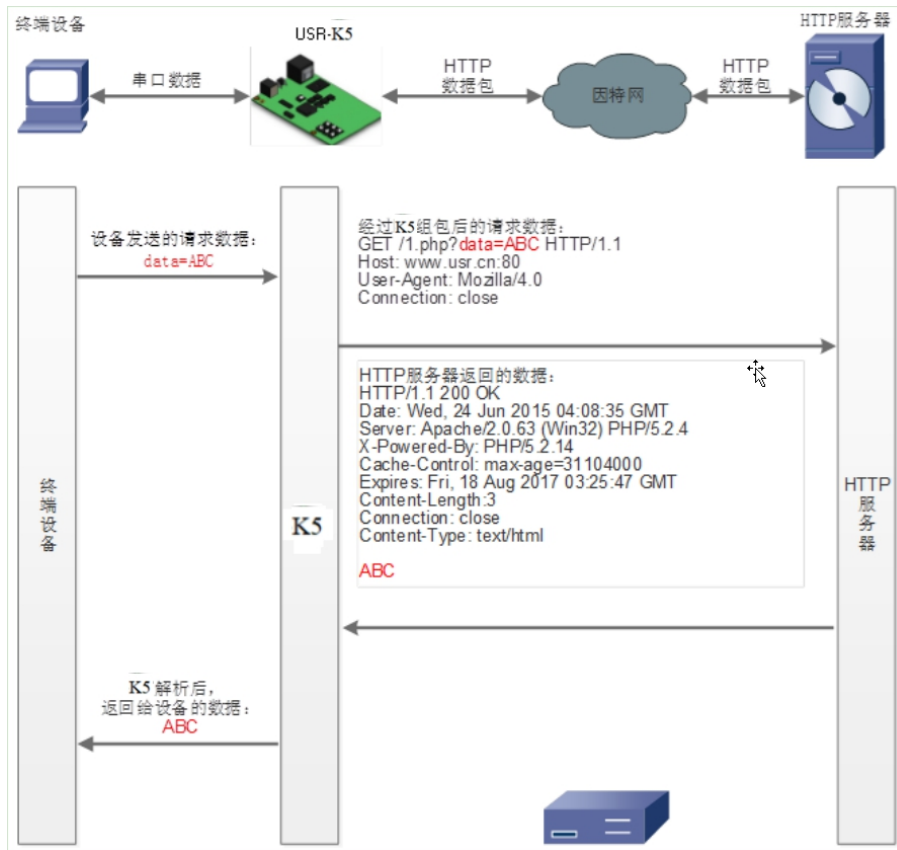 终端设备
USR-K5
HTTP服务器
串口数据
HTTP
数据包
因特网
HTTP
数据包
设备发送的请求数据：
data=ABC
经过K5组包后的请求数据：
GET /1.php?data=ABC HTTP/1.1
Host: www.usr.cn:80
User-Agent: Mozilla/4.0
Connection: close
HTTP服务器返回的数据：
HTTP/1.1 200 OK
Date: Wed, 24 Jun 2015 04:08:35 GMT
Server: Apache/2.0.63 (Win32) PHP/5.2.4
X-Powered-By: PHP/5.2.14
Cache-Control: max-age=31104000
Expires: Fri, 18 Aug 2017 03:25:47 GMT
Content-Length:3
Connection: close
Content-Type: text/html
ABC
终
端
设
备
K5
HTTP
服
务
器
K5 解析后，
返回给设备的数据：
ABC